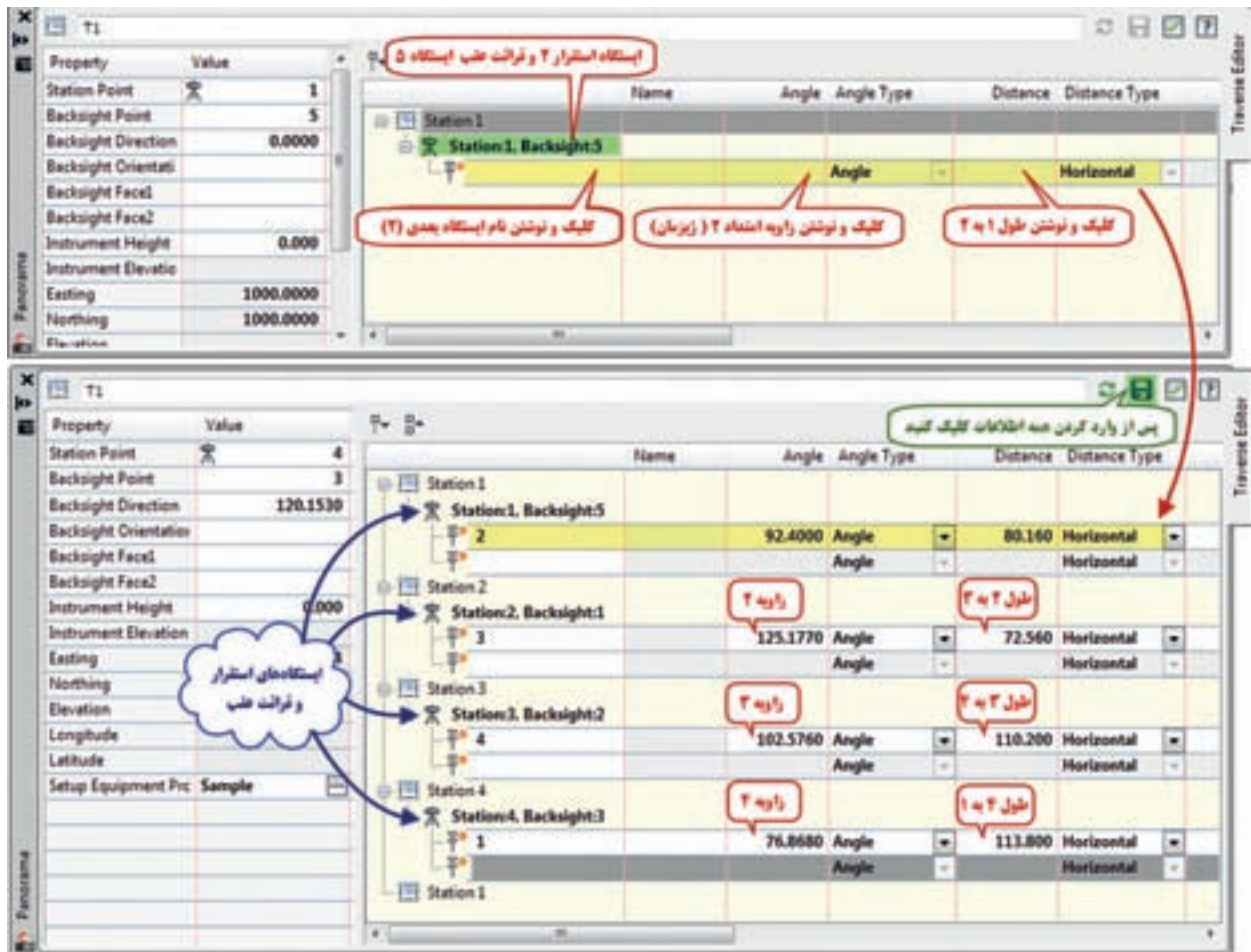 T1
Property Value
Station Point 1
Backsight Point 5
Backsight Direction 0.0000
Backsight Orientati
Backsight Face1
Backsight Face2
Instrument Height 0.000
Instrument Elevatio
Easting 1000.0000
Northing 1000.0000
Elevation
Panorama
ایستگاه استقرار ۲ و قرائت عقب ایستگاه ۵
Name Angle Angle Type Distance Distance Type
Station 1
Station:1, Backsight:5
Angle Horizontal
کلیک و نوشتن نام ایستگاه بعدی (۲)
کلیک و نوشتن زاویه امتداد ۲ (ژیزمان)
کلیک و نوشتن طول ۱ به ۲
Traverse Editor
T1
Property Value
Station Point 4
Backsight Point 3
Backsight Direction 120.1530
Backsight Orientation
Backsight Face1
Backsight Face2
Instrument Height 0.000
Instrument Elevation
Easting
Northing
Elevation
Longitude
Latitude
Setup Equipment Prc Sample
Panorama
ایستگاه‌های استقرار
و قرائت عقب
پس از وارد کردن همه اطلاعات کلیک کنید
Name Angle Angle Type Distance Distance Type
Station 1
Station:1, Backsight:5
2 92.4000 Angle 80.160 Horizontal
Angle Horizontal
Station 2
زاویه ۲ طول ۲ به ۳
Station:2, Backsight:1
3 125.1770 Angle 72.560 Horizontal
Angle Horizontal
Station 3
زاویه ۳ طول ۳ به ۴
Station:3, Backsight:2
4 102.5760 Angle 110.200 Horizontal
Angle Horizontal
Station 4
زاویه ۴ طول ۴ به ۱
Station:4, Backsight:3
1 76.8680 Angle 113.800 Horizontal
Angle Horizontal
Station 1
Traverse Editor